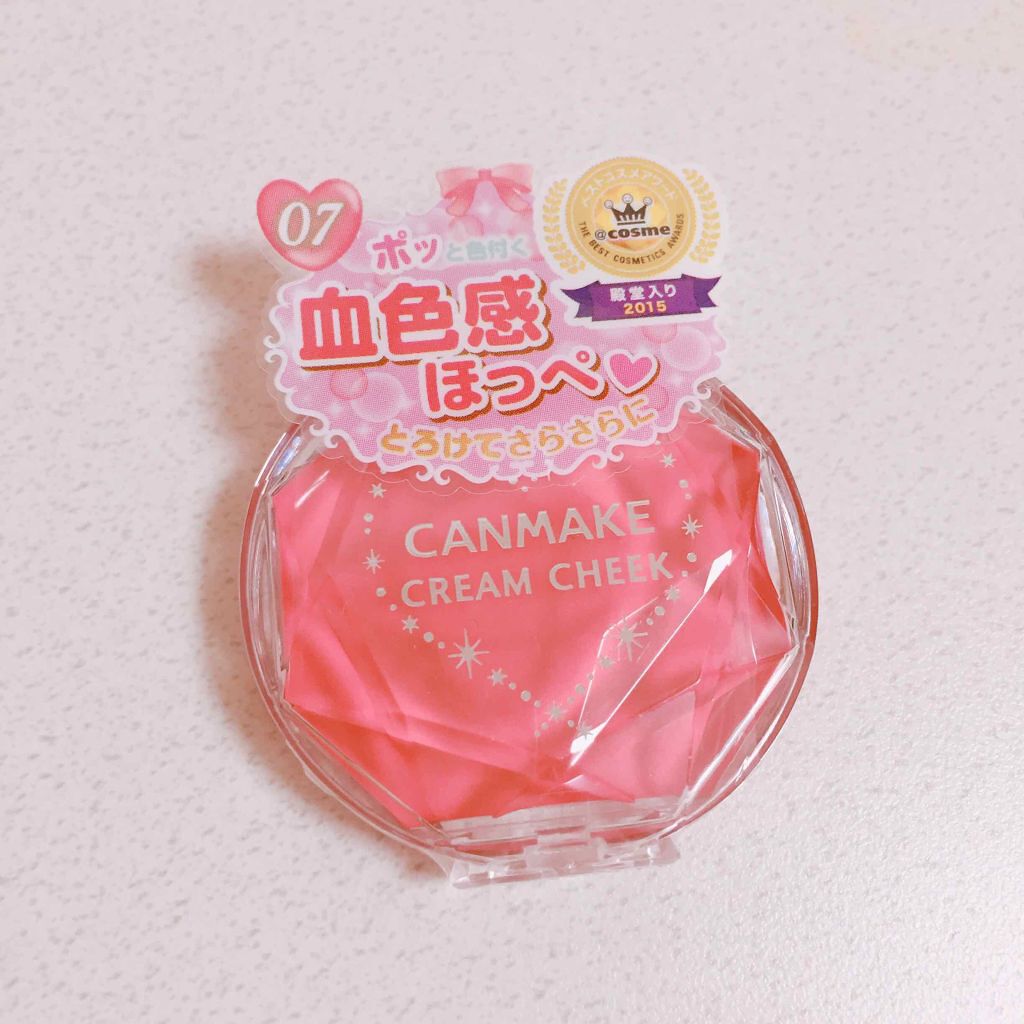 07
ポッと色付く
血色感
ほっぺ♥
とろけてさらさらに
ベストコスメアワード
@cosme
THE BEST COSMETICS AWARDS
殿堂入り
2015
CANMAKE
CREAM CHEEK